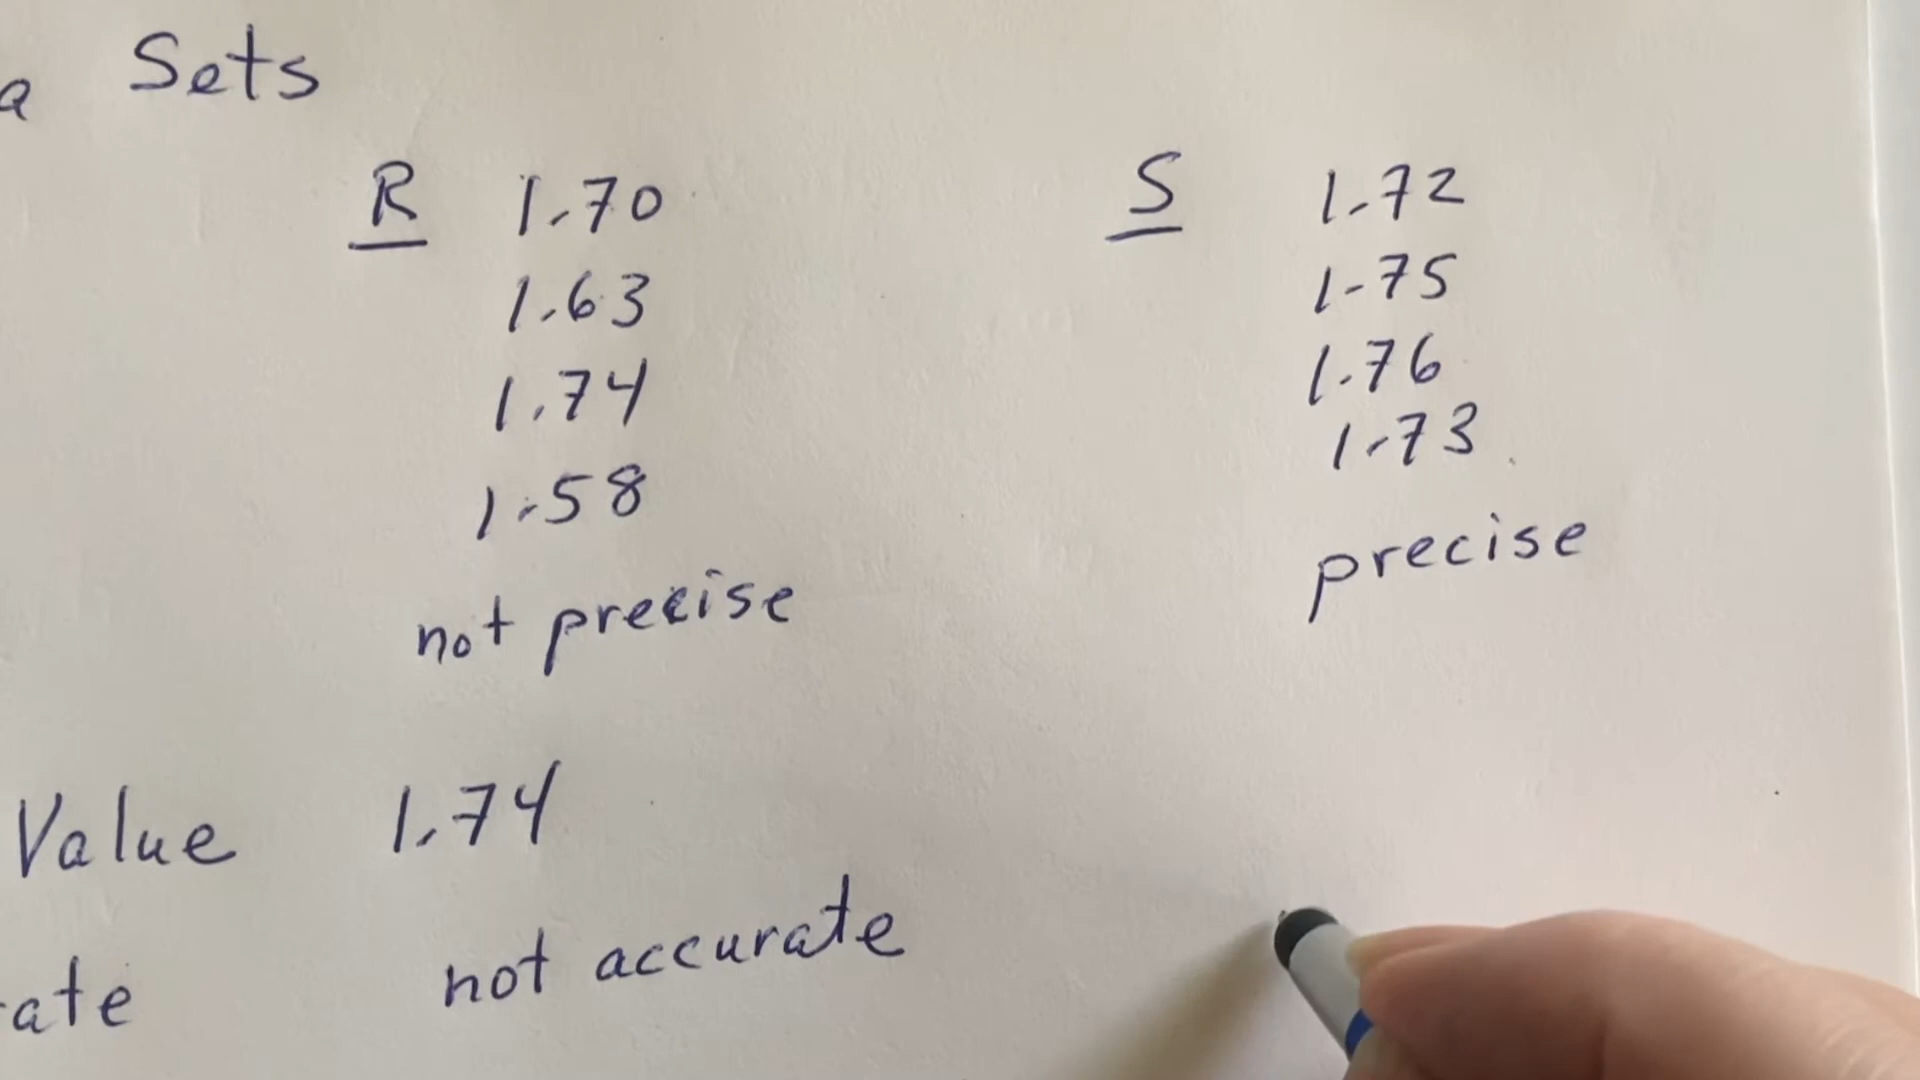 a Sets
R 1.70
1.63
1.74
1.58
not precise
S 1.72
1.75
1.76
1.73
precise
Value 1.74
ate not accurate